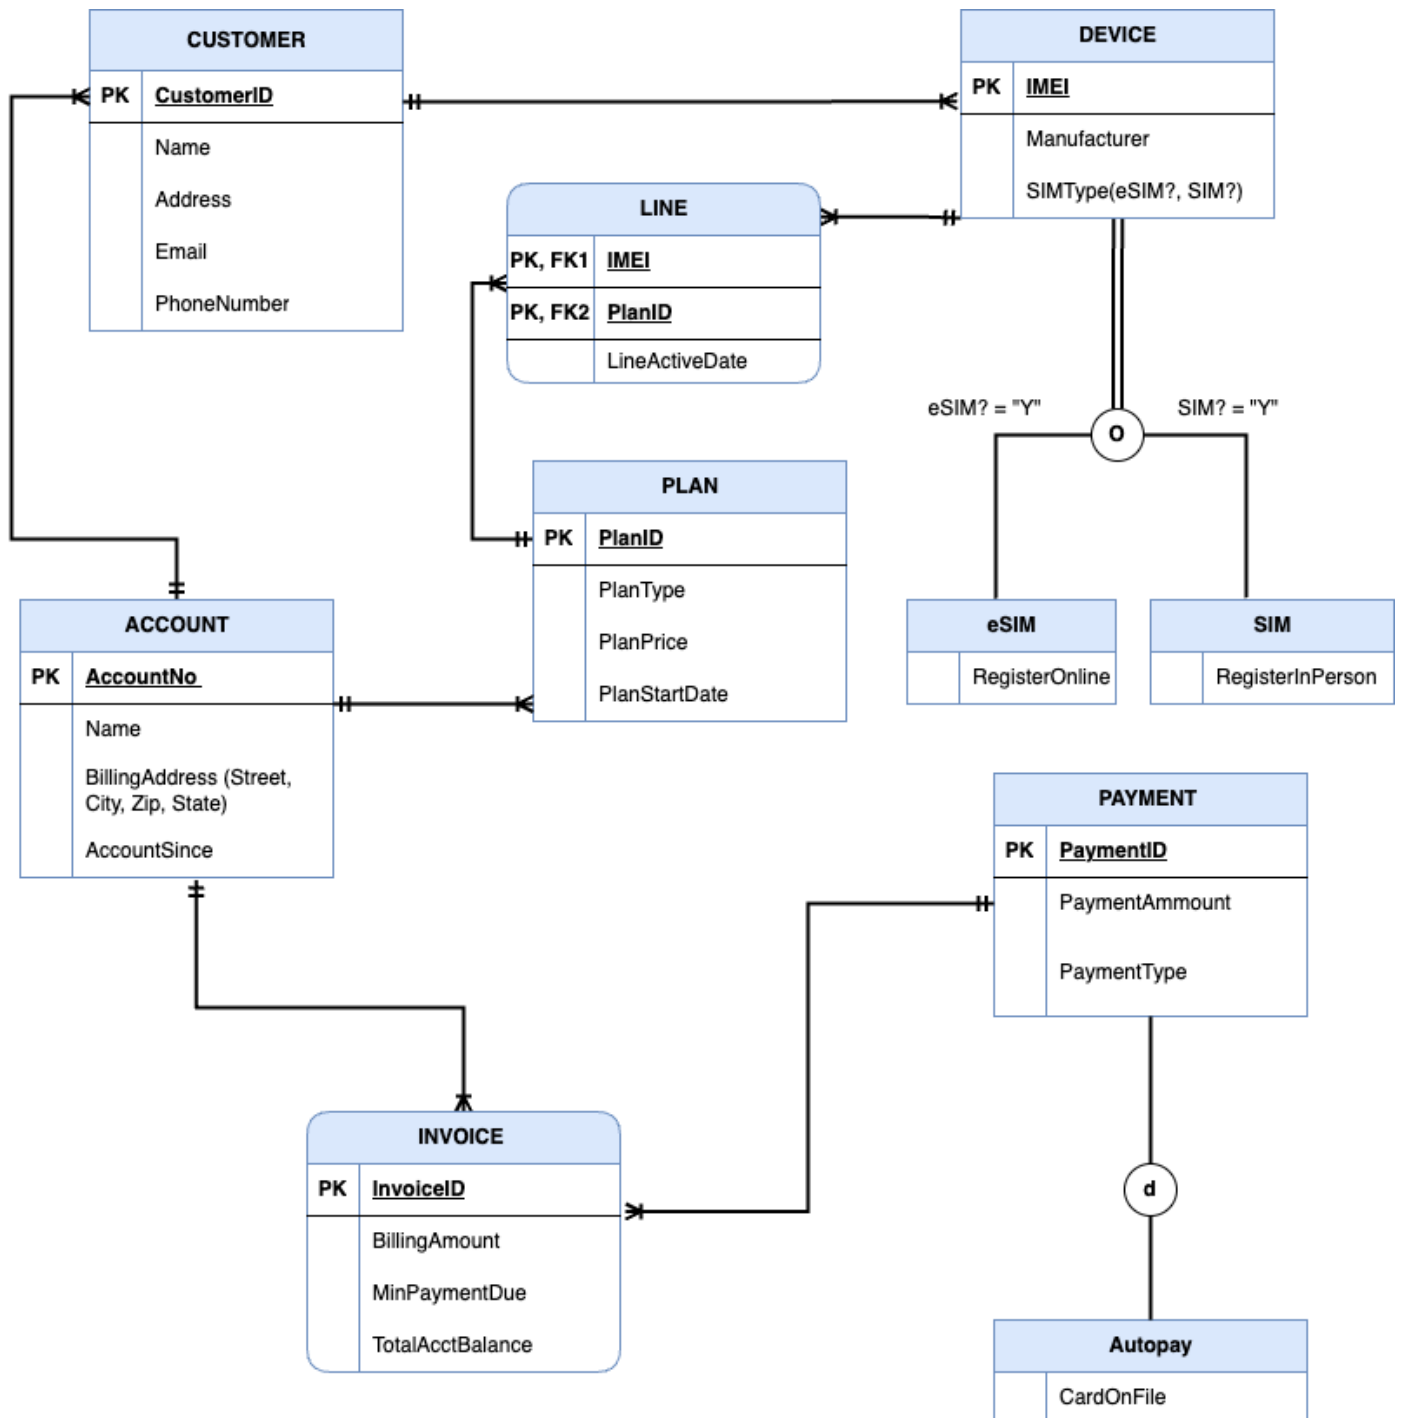 CUSTOMER
PK CustomerID
Name
Address
Email
PhoneNumber
DEVICE
PK IMEI
Manufacturer
SIMType(eSIM?, SIM?)
LINE
PK, FK1 IMEI
PK, FK2 PlanID
LineActiveDate
eSIM? = "Y"
SIM? = "Y"
O
PLAN
PK PlanID
PlanType
PlanPrice
PlanStartDate
ACCOUNT
PK AccountNo
Name
BillingAddress (Street,
City, Zip, State)
AccountSince
eSIM
RegisterOnline
SIM
RegisterInPerson
PAYMENT
PK PaymentID
PaymentAmmount
PaymentType
d
INVOICE
PK InvoiceID
BillingAmount
MinPaymentDue
TotalAcctBalance
Autopay
CardOnFile